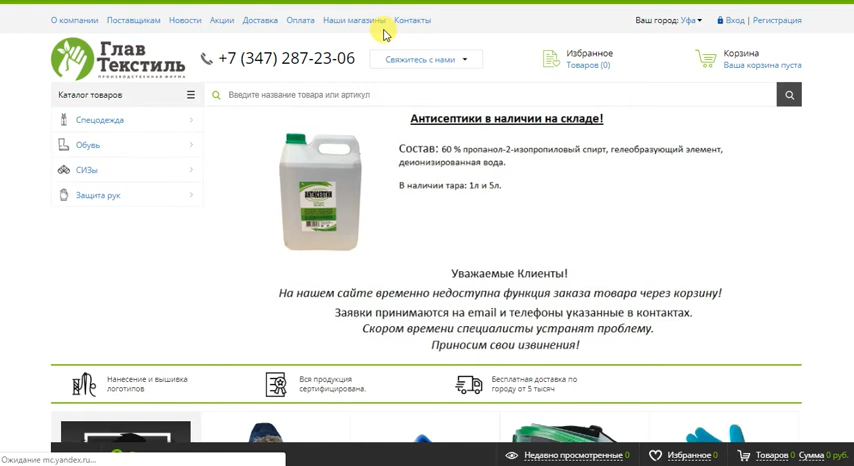 О компании Поставщикам Новости Акции Доставка Оплата Наши магазины Контакты Ваш город: Уфа Вход | Регистрация
Глав Текстиль
ПРОИЗВОДСТВЕННАЯ ФИРМА
+7 (347) 287-23-06
Свяжитесь с нами
Избранное
Товаров (0)
Корзина
Ваша корзина пуста
Каталог товаров
Введите название товара или артикул
Спецодежда
Обувь
СИЗы
Защита рук
Антисептики в наличии на складе!
Состав: 60 % пропанол-2-изопропиловый спирт, гелеобразующий элемент,
деионизированная вода.
В наличии тара: 1л и 5л.
АНТИСЕПТИК
Уважаемые Клиенты!
На нашем сайте временно недоступна функция заказа товара через корзину!
Заявки принимаются на email и телефоны указанные в контактах.
Скором времени специалисты устранят проблему.
Приносим свои извинения!
Нанесение и вышивка
логотипов
Вся продукция
сертифицирована.
Бесплатная доставка по
городу от 5 тысяч
Ожидание mc.yandex.ru...
Недавно просмотренные 0 Избранное 0 Товаров 0 Сумма 0 руб.